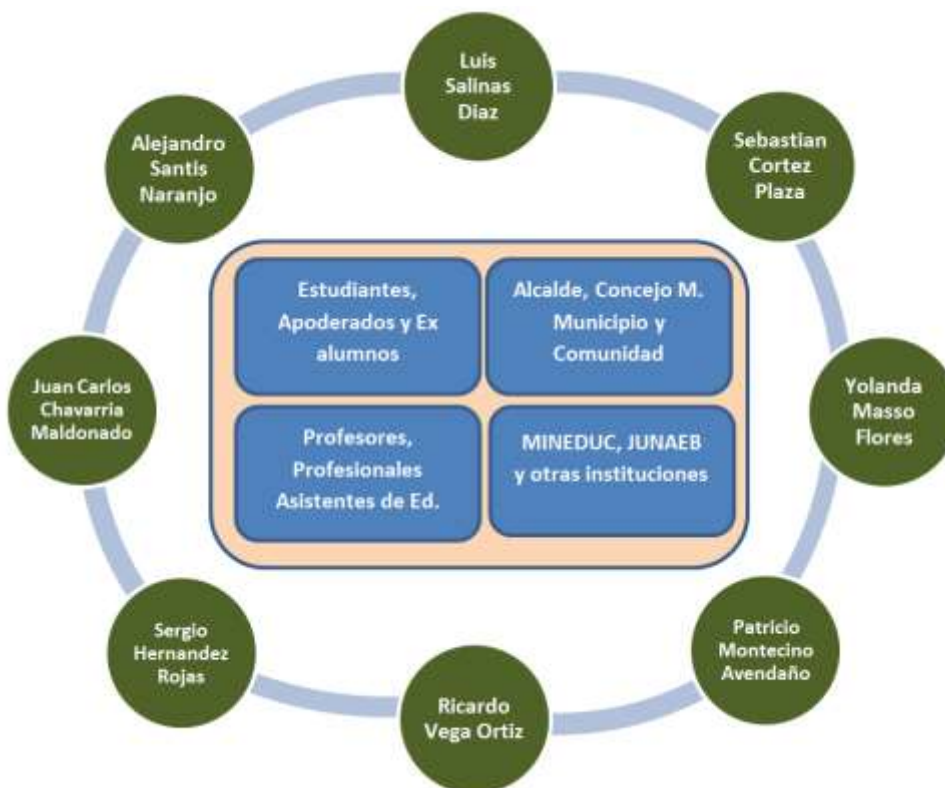 Luis
Salinas
Diaz
Sebastian
Cortez
Plaza
Yolanda
Masso
Flores
Patricio
Montecino
Avendaño
Ricardo
Vega Ortiz
Sergio
Hernandez
Rojas
Juan Carlos
Chavarria
Maldonado
Alejandro
Santis
Naranjo
Estudiantes,
Apoderados y Ex
alumnos
Alcalde, Concejo M.
Municipio y
Comunidad
Profesores,
Profesionales
Asistentes de Ed.
MINEDUC, JUNAEB
y otras instituciones